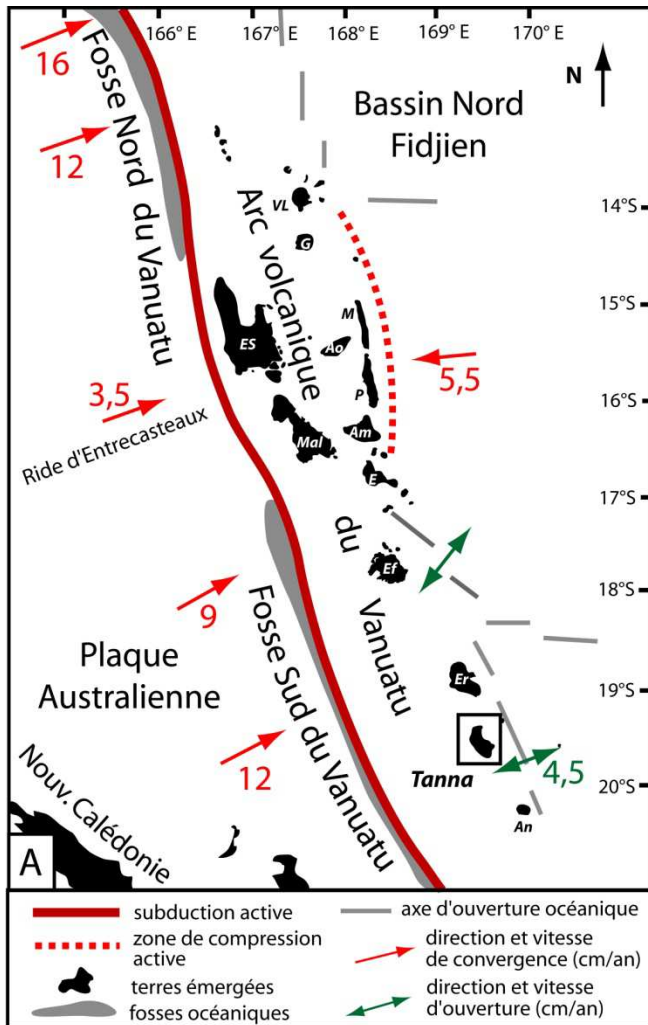 166° E 167° E 168° E 169° E 170° E
16
Fosse Nord du Vanuatu
12
Bassin Nord
Fidjien
N
Arc volcanique
du
Vanuatu
VL
G
14°S
15°S
M
ES
Ao
5,5
3,5
P
16°S
Ride d'Entrecasteaux
Mal
Am
E
17°S
Ef
18°S
9
Plaque
Australienne
Fosse Sud du Vanuatu
Er
19°S
12
Tanna
4,5
20°S
An
Nouv. Calédonie
A
subduction active
zone de compression
active
terres émergées
fosses océaniques
axe d'ouverture océanique
direction et vitesse
de convergence (cm/an)
direction et vitesse
d'ouverture (cm/an)